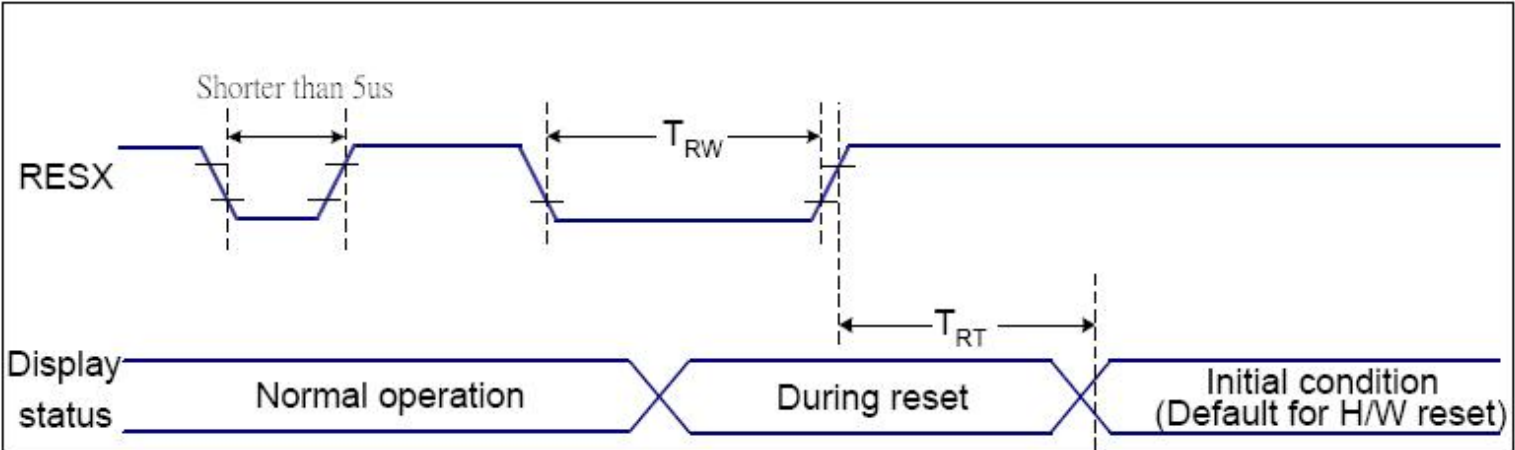 Shorter than 5us
RESX
TRW
TRT
Display
status
Normal operation
During reset
Initial condition
(Default for H/W reset)